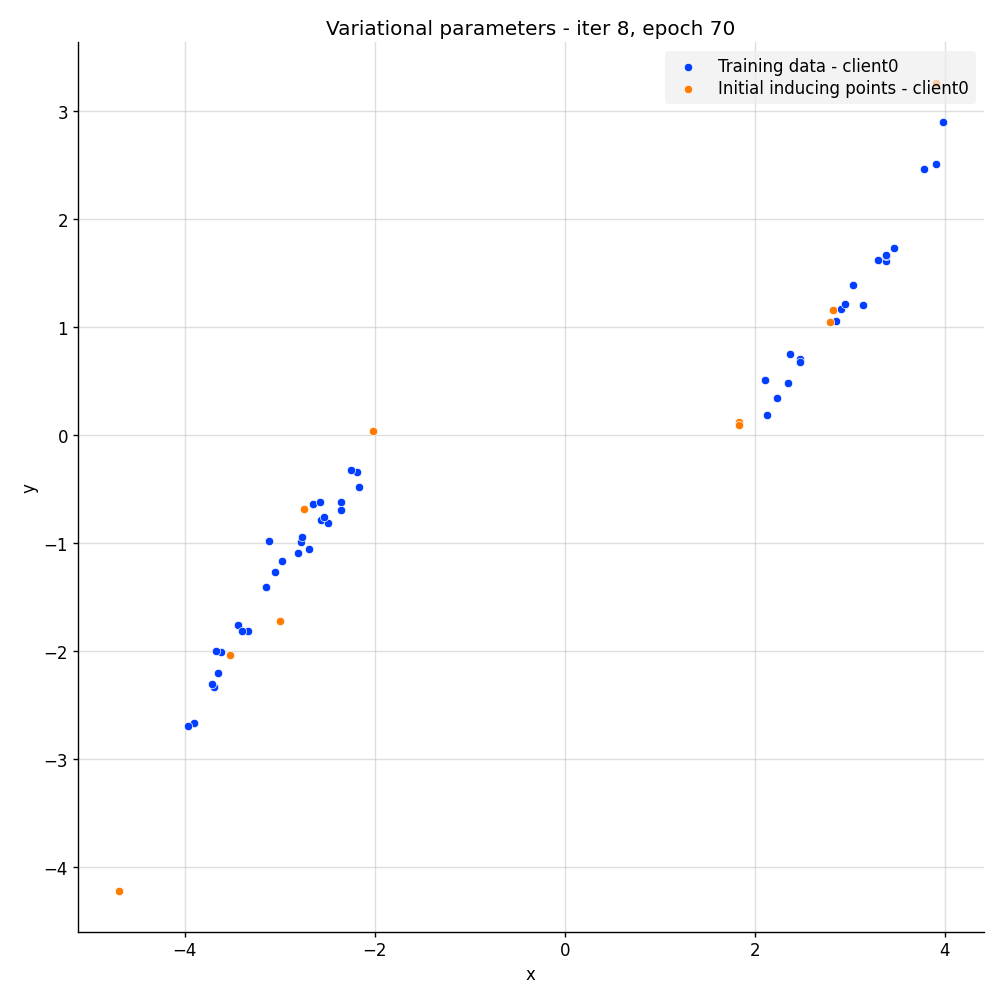 Variational parameters - iter 8, epoch 70
Training data - client0
Initial inducing points - client0
3
2
1
0
−1
−2
−3
−4
y
−4
−2
0
2
4
x